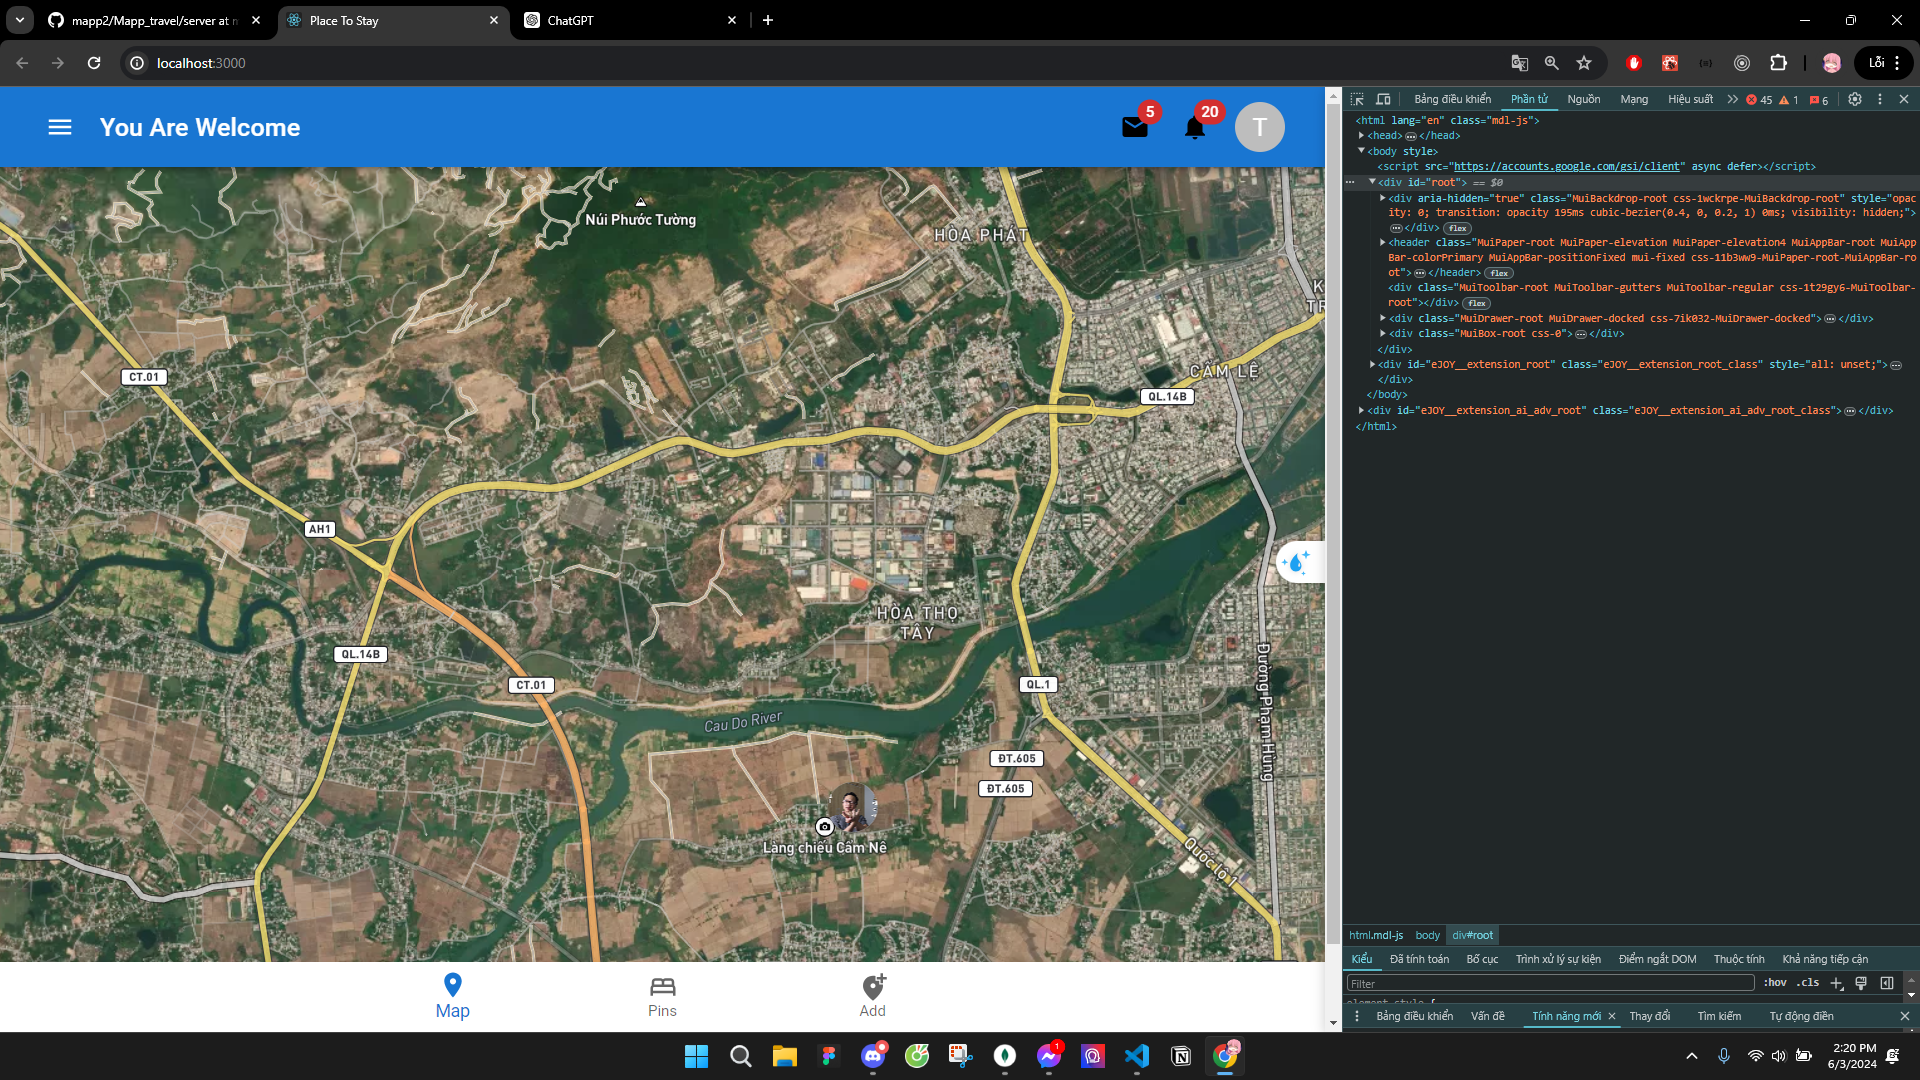 mapp2/Mapp_travel/server at m
Place To Stay
ChatGPT
localhost:3000
Lỗi
You Are Welcome
5
20
T
Núi Phước Tường
HÒA PHÁT
CẨM LỆ
CT.01
QL.14B
AH1
HÒA THỌ
TÂY
QL.14B
CT.01
QL.1
Cau Do River
Đường Phạm Hùng
ĐT.605
ĐT.605
Làng chiếu Cẩm Nê
Quốc lộ 1
Map
Pins
Add
Bảng điều khiển
Phần tử
Nguồn
Mạng
Hiệu suất
45
1
6
<html lang="en" class="mdl-js">
<head>
</head>
<body style>
<script src="https://accounts.google.com/gsi/client" async defer></script>
<div id="root"> == $0
<div aria-hidden="true" class="MuiBackdrop-root css-1wckrpe-MuiBackdrop-root" style="opac
ity: 0; transition: opacity 195ms cubic-bezier(0.4, 0, 0.2, 1) 0ms; visibility: hidden;">
</div> flex
<header class="MuiPaper-root MuiPaper-elevation MuiPaper-elevation4 MuiAppBar-root MuiApp
Bar-colorPrimary MuiAppBar-positionFixed mui-fixed css-11b3ww9-MuiPaper-root-MuiAppBar-ro
ot"> </header> flex
<div class="MuiToolbar-root MuiToolbar-gutters MuiToolbar-regular css-1t29gy6-MuiToolbar-
root"></div> flex
<div class="MuiDrawer-root MuiDrawer-docked css-7ik032-MuiDrawer-docked"> </div>
<div class="MuiBox-root css-0"> </div>
</div>
<div id="eJOY__extension_root" class="eJOY__extension_root_class" style="all: unset;">
</div>
</body>
<div id="eJOY__extension_ai_adv_root" class="eJOY__extension_ai_adv_root_class"> </div>
</html>
html.mdl-js
body
div#root
Kiểu
Đã tính toán
Bố cục
Trình xử lý sự kiện
Điểm ngắt DOM
Thuộc tính
Khả năng tiếp cận
Filter
:hov
.cls
element.style {
Bảng điều khiển
Vấn đề
Tính năng mới
Thay đổi
Tìm kiếm
Tự động điền
1
2:20 PM
6/3/2024